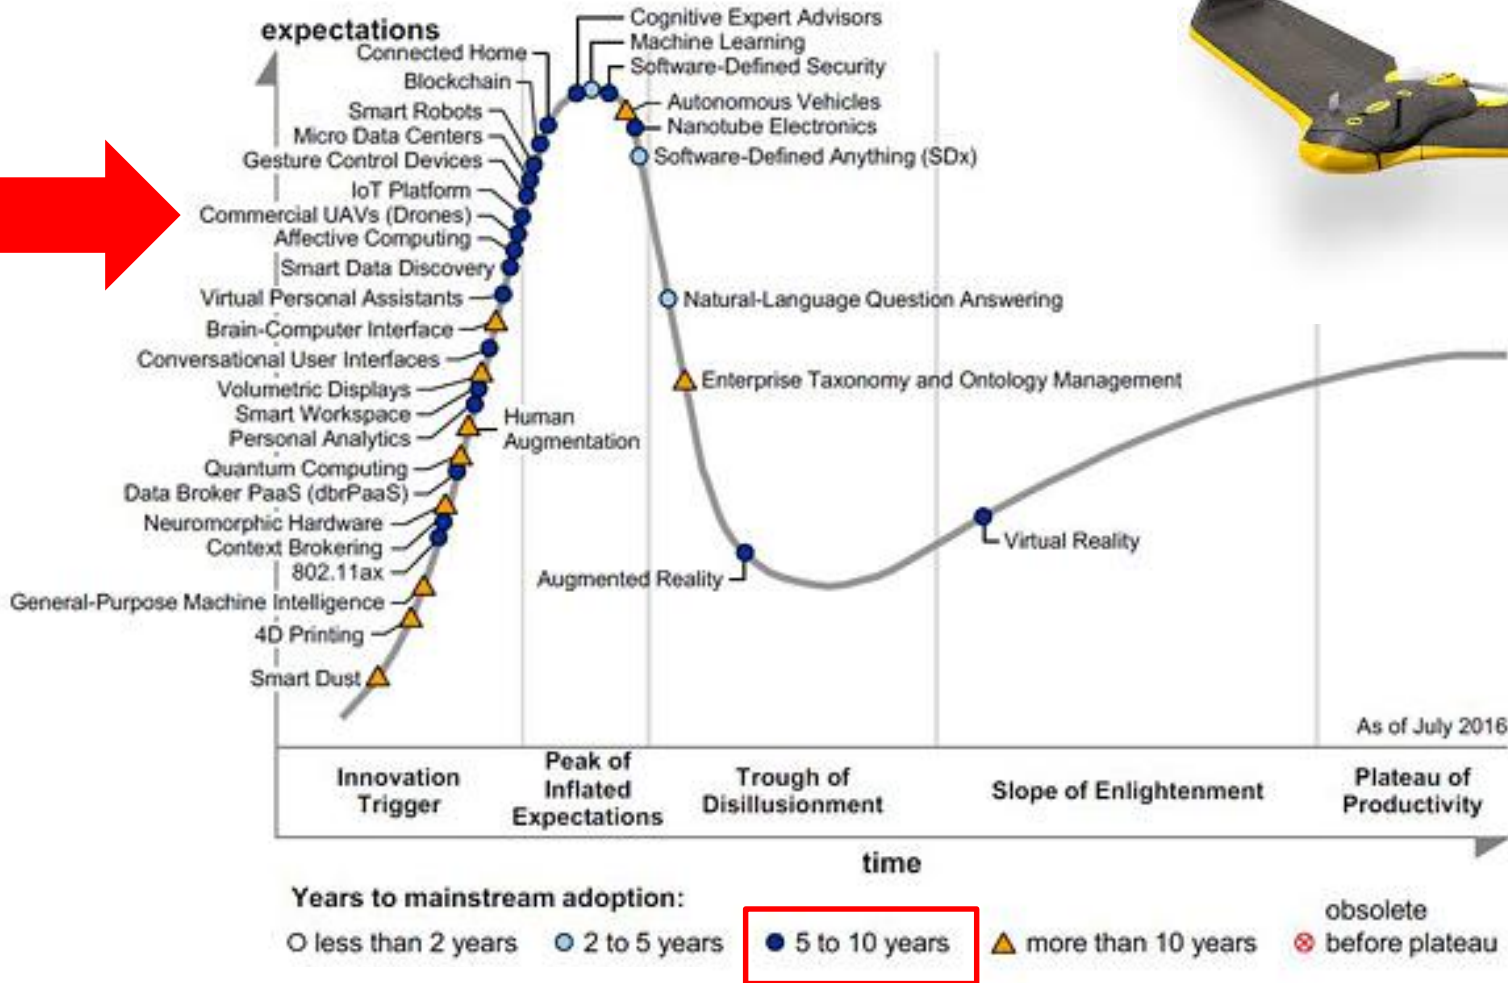 expectations
Cognitive Expert Advisors
Machine Learning
Software-Defined Security
Connected Home
Blockchain
Smart Robots
Micro Data Centers
Gesture Control Devices
IoT Platform
Commercial UAVs (Drones)
Affective Computing
Smart Data Discovery
Virtual Personal Assistants
Brain-Computer Interface
Conversational User Interfaces
Volumetric Displays
Smart Workspace
Personal Analytics
Quantum Computing
Data Broker PaaS (dbrPaaS)
Neuromorphic Hardware
Context Brokering
802.11ax
General-Purpose Machine Intelligence
4D Printing
Smart Dust
Human
Augmentation
Autonomous Vehicles
Nanotube Electronics
Software-Defined Anything (SDx)
Natural-Language Question Answering
Enterprise Taxonomy and Ontology Management
Augmented Reality
Virtual Reality
As of July 2016
Innovation
Trigger
Peak of
Inflated
Expectations
Trough of
Disillusionment
Slope of Enlightenment
Plateau of
Productivity
time
Years to mainstream adoption:
less than 2 years
2 to 5 years
5 to 10 years
more than 10 years
obsolete
before plateau